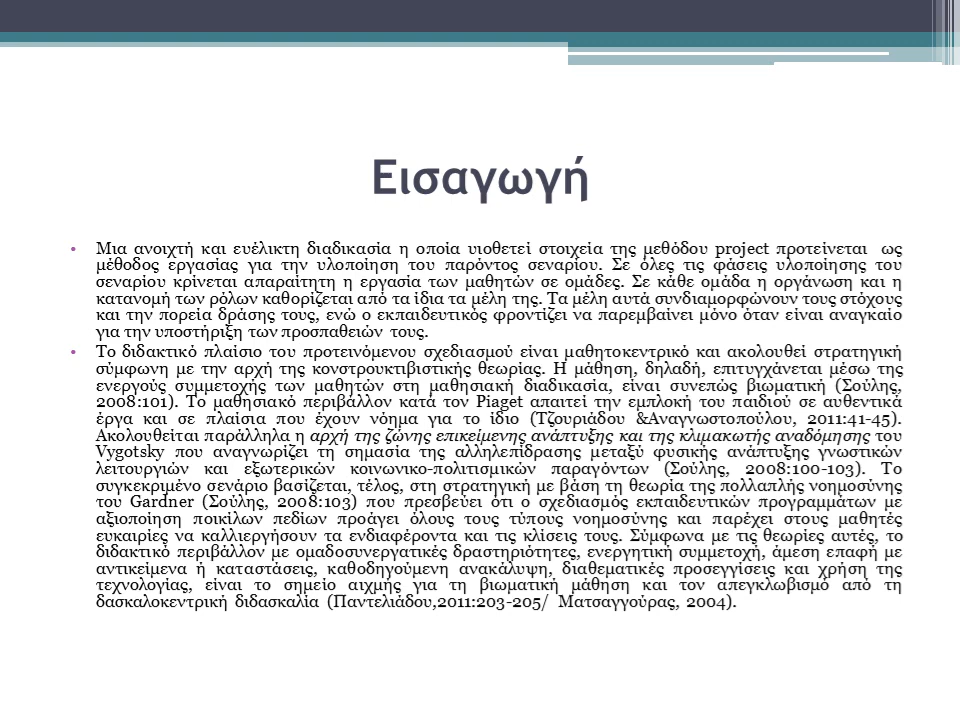 Εισαγωγή
• Μια ανοιχτή και ευέλικτη διαδικασία η οποία υιοθετεί στοιχεία της μεθόδου project προτείνεται ως
μέθοδος εργασίας για την υλοποίηση του παρόντος σεναρίου. Σε όλες τις φάσεις υλοποίησης του
σεναρίου κρίνεται απαραίτητη η εργασία των μαθητών σε ομάδες. Σε κάθε ομάδα η οργάνωση και η
κατανομή των ρόλων καθορίζεται από τα ίδια τα μέλη της. Τα μέλη αυτά συνδιαμορφώνουν τους στόχους
και την πορεία δράσης τους, ενώ ο εκπαιδευτικός φροντίζει να παρεμβαίνει μόνο όταν είναι αναγκαίο
για την υποστήριξη των προσπαθειών τους.
• Το διδακτικό πλαίσιο του προτεινόμενου σχεδιασμού είναι μαθητοκεντρικό και ακολουθεί στρατηγική
σύμφωνη με την αρχή της κονστρουκτιβιστικής θεωρίας. Η μάθηση, δηλαδή, επιτυγχάνεται μέσω της
ενεργούς συμμετοχής των μαθητών στη μαθησιακή διαδικασία, είναι συνεπώς βιωματική (Σούλης,
2008:101). Το μαθησιακό περιβάλλον κατά τον Piaget απαιτεί την εμπλοκή του παιδιού σε αυθεντικά
έργα και σε πλαίσια που έχουν νόημα για το ίδιο (Τζουριάδου &Αναγνωστοπούλου, 2011:41-45).
Ακολουθείται παράλληλα η αρχή της ζώνης επικείμενης ανάπτυξης και της κλιμακωτής αναδόμησης του
Vygotsky που αναγνωρίζει τη σημασία της αλληλεπίδρασης μεταξύ φυσικής ανάπτυξης γνωστικών
λειτουργιών και εξωτερικών κοινωνικο-πολιτισμικών παραγόντων (Σούλης, 2008:100-103). Το
συγκεκριμένο σενάριο βασίζεται, τέλος, στη στρατηγική με βάση τη θεωρία της πολλαπλής νοημοσύνης
του Gardner (Σούλης, 2008:103) που πρεσβεύει ότι ο σχεδιασμός εκπαιδευτικών προγραμμάτων με
αξιοποίηση ποικίλων πεδίων προάγει όλους τους τύπους νοημοσύνης και παρέχει στους μαθητές
ευκαιρίες να καλλιεργήσουν τα ενδιαφέροντα και τις κλίσεις τους. Σύμφωνα με τις θεωρίες αυτές, το
διδακτικό περιβάλλον με ομαδοσυνεργατικές δραστηριότητες, ενεργητική συμμετοχή, άμεση επαφή με
αντικείμενα ή καταστάσεις, καθοδηγούμενη ανακάλυψη, διαθεματικές προσεγγίσεις και χρήση της
τεχνολογίας, είναι το σημείο αιχμής για τη βιωματική μάθηση και τον απεγκλωβισμό από τη
δασκαλοκεντρική διδασκαλία (Παντελιάδου,2011:203-205/ Ματσαγγούρας, 2004).